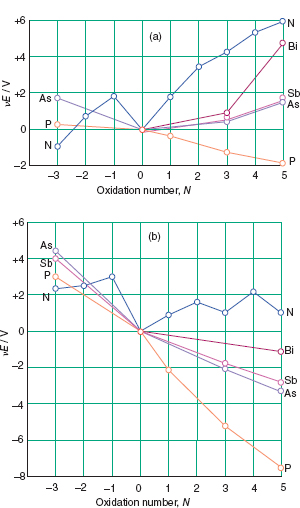 (a)
+6
+4
+2
0
−2
νE / V
As
P
N
N
Bi
Sb
As
P
−3 −2 −1 0 1 2 3 4 5
Oxidation number, N
(b)
+6
+4
+2
0
−2
−4
−6
−8
νE / V
As
Sb
P
N
N
Bi
Sb
As
P
−3 −2 −1 0 1 2 3 4 5
Oxidation number, N